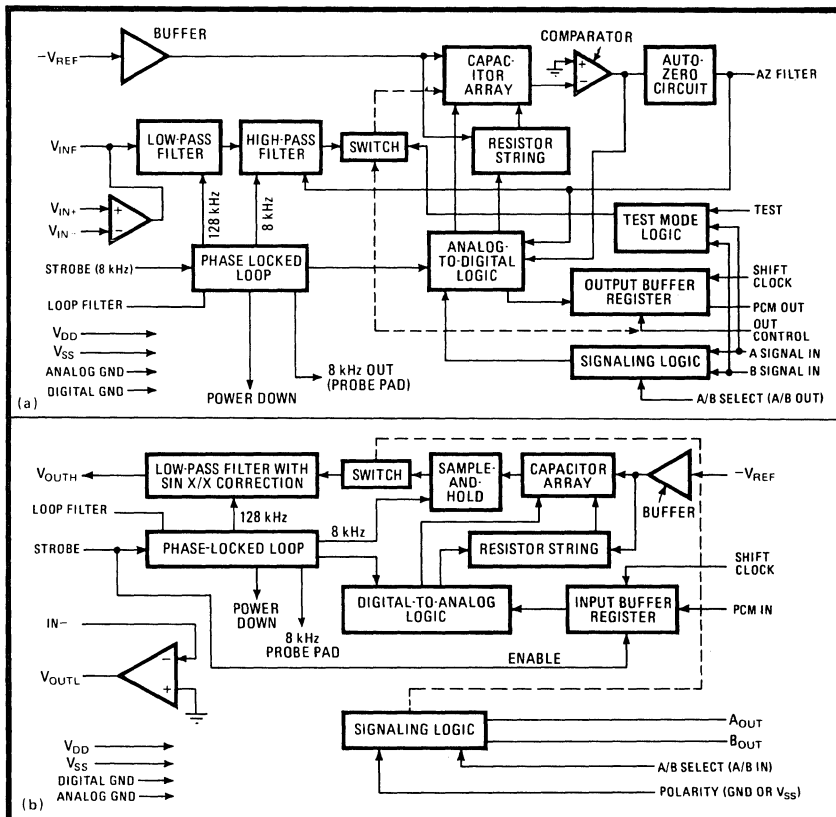 BUFFER
−VREF
CAPAC-
ITOR
ARRAY
COMPARATOR
+
−
AUTO-
ZERO
CIRCUIT
AZ FILTER
VINF
LOW-PASS
FILTER
HIGH-PASS
FILTER
SWITCH
RESISTOR
STRING
VIN+
VIN−
+
−
128 kHz
8 kHz
TEST MODE
LOGIC
TEST
STROBE (8 kHz)
PHASE LOCKED
LOOP
ANALOG-
TO-DIGITAL
LOGIC
OUTPUT BUFFER
REGISTER
SHIFT
CLOCK
PCM OUT
LOOP FILTER
OUT
CONTROL
VDD
VSS
ANALOG GND
DIGITAL GND
8 kHz OUT
(PROBE PAD)
POWER DOWN
SIGNALING LOGIC
A SIGNAL IN
B SIGNAL IN
A/B SELECT (A/B OUT)
(a)
VOUTH
LOW-PASS FILTER WITH
SIN X/X CORRECTION
SWITCH
SAMPLE-
AND-
HOLD
CAPACITOR
ARRAY
BUFFER
−VREF
LOOP FILTER
128 kHz
8 kHz
STROBE
PHASE-LOCKED LOOP
RESISTOR STRING
SHIFT
CLOCK
POWER
DOWN
8 kHz
PROBE PAD
DIGITAL-TO-ANALOG
LOGIC
INPUT BUFFER
REGISTER
PCM IN
IN−
ENABLE
VOUTL
−
+
SIGNALING LOGIC
AOUT
BOUT
VDD
VSS
DIGITAL GND
ANALOG GND
A/B SELECT (A/B IN)
POLARITY (GND OR VSS)
(b)